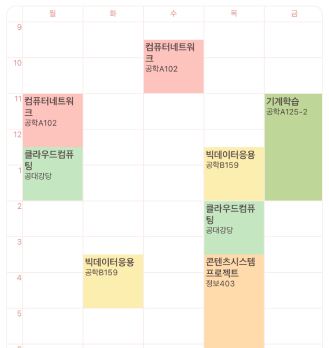 월 화 수 목 금
9
컴퓨터네트워
크
공학A102
10
11
컴퓨터네트워
크
공학A102
기계학습
공학A125-2
12
클라우드컴퓨
팅
공대강당
빅데이터응용
공학B159
1
2
클라우드컴퓨
팅
공대강당
3
빅데이터응용
공학B159
콘텐츠시스템
프로젝트
정보403
4
5